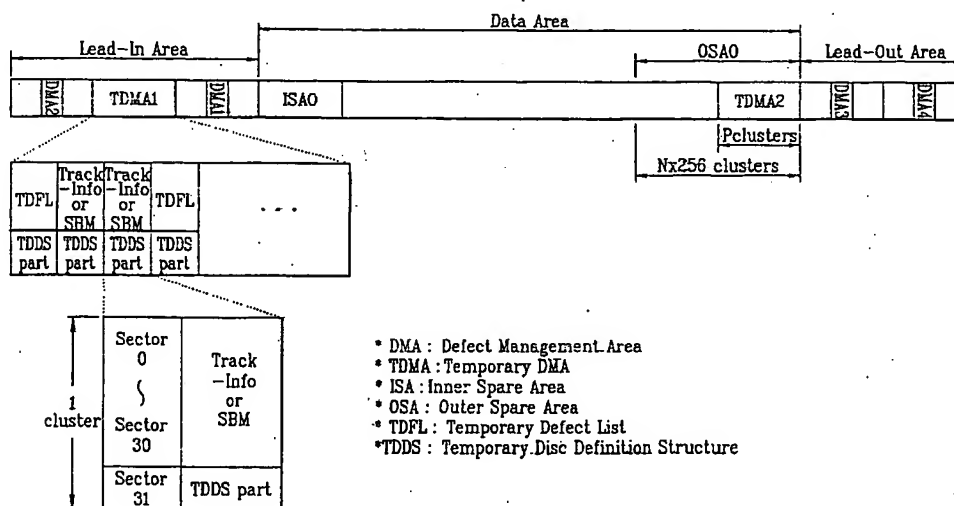 Data Area
Lead-In Area
OSA0
Lead-Out Area
DMA2
TDMA1
DMA1
ISA0
TDMA2
DMA3
DMA4
Pclusters
Nx256 clusters
TDFL
Track
-Info
or
SBM
Track
-Info
or
SBM
TDFL
TDDS
part
TDDS
part
TDDS
part
TDDS
part
1
cluster
Sector
0
Sector
30
Track
-Info
or
SBM
Sector
31
TDDS part
* DMA : Defect Management Area
* TDMA : Temporary DMA
* ISA : Inner Spare Area
* OSA : Outer Spare Area
* TDFL : Temporary Defect List
*TDDS : Temporary Disc Definition Structure